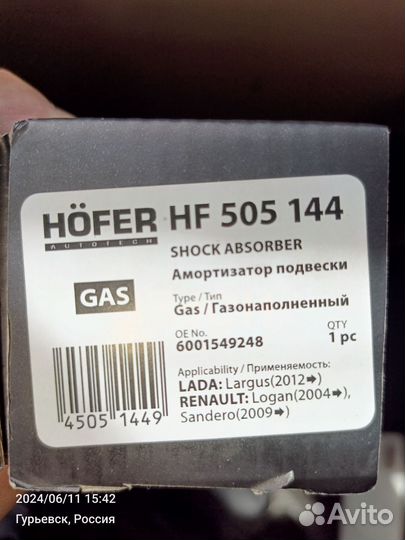 HÖFER HF 505 144
AUTOTECH
SHOCK ABSORBER
Амортизатор подвески
GAS
Type / Тип
Gas / Газонаполненный
OE No. QTY
6001549248 1 pc
Applicability / Применяемость:
LADA: Largus(2012➡)
RENAULT: Logan(2004➡),
Sandero(2009➡)
4505 1449
2024/06/11 15:42
Гурьевск, Россия
Avito